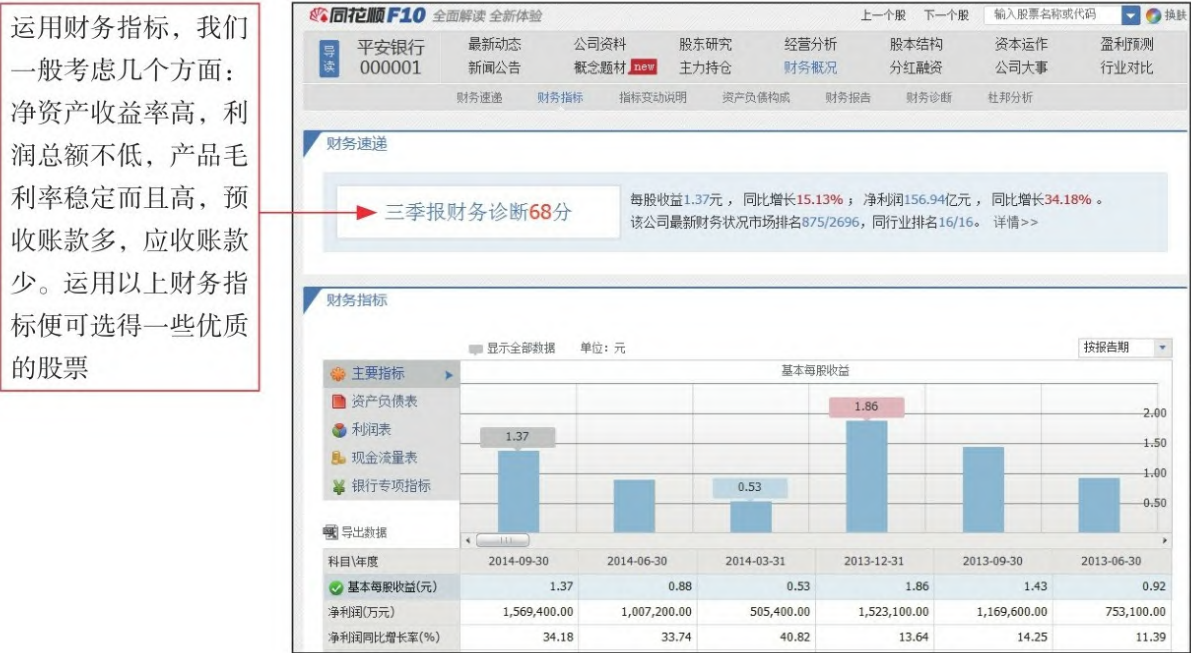 运用财务指标，我们
一般考虑几个方面：
净资产收益率高，利
润总额不低，产品毛
利率稳定而且高，预
收账款多，应收账款
少。运用以上财务指
标便可选得一些优质
的股票
同花顺F10 全面解读 全新体验 上一个股 下一个股 输入股票名称或代码 换肤
导读 平安银行 000001
最新动态 公司资料 股东研究 经营分析 股本结构 资本运作 盈利预测
新闻公告 概念题材 new 主力持仓 财务概况 分红融资 公司大事 行业对比
财务速递 财务指标 指标变动说明 资产负债构成 财务报告 财务诊断 杜邦分析
财务速递
三季报财务诊断68分
每股收益1.37元，同比增长15.13%；净利润156.94亿元，同比增长34.18%。
该公司最新财务状况市场排名875/2696，同行业排名16/16。 详情>>
财务指标
显示全部数据 单位：元 按报告期
主要指标
资产负债表
利润表
现金流量表
银行专项指标
导出数据
基本每股收益
1.37
0.53
1.86
2.00
1.50
1.00
0.50
科目\年度 2014-09-30 2014-06-30 2014-03-31 2013-12-31 2013-09-30 2013-06-30
基本每股收益(元) 1.37 0.88 0.53 1.86 1.43 0.92
净利润(万元) 1,569,400.00 1,007,200.00 505,400.00 1,523,100.00 1,169,600.00 753,100.00
净利润同比增长率(%) 34.18 33.74 40.82 13.64 14.25 11.39